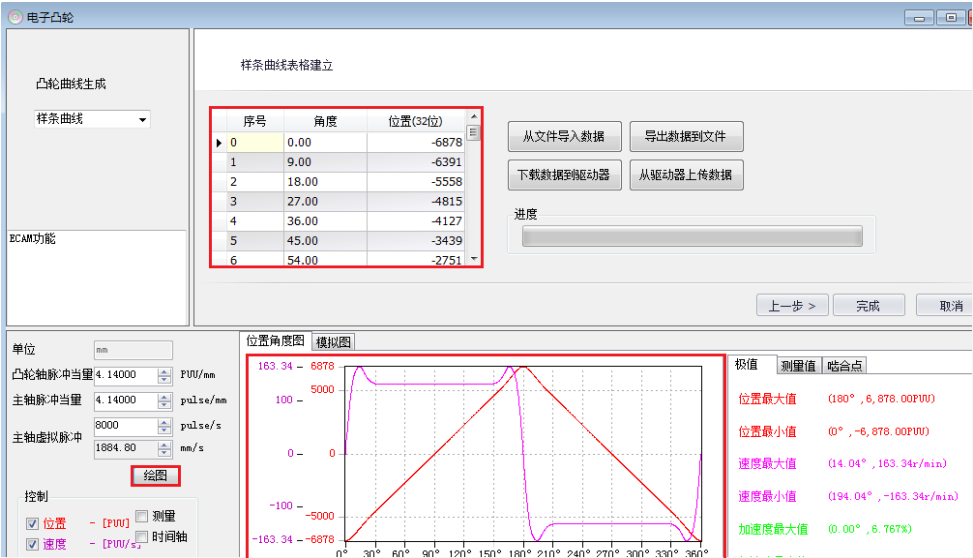 电子凸轮
凸轮曲线生成
样条曲线
ECAM功能
样条曲线表格建立
序号 角度 位置(32位)
0 0.00 -6878
1 9.00 -6391
2 18.00 -5558
3 27.00 -4815
4 36.00 -4127
5 45.00 -3439
6 54.00 -2751
从文件导入数据 导出数据到文件
下载数据到驱动器 从驱动器上传数据
进度
上一步 > 完成 取消
单位 mm
凸轮轴脉冲当量 4.14000 PUU/mm
主轴脉冲当量 4.14000 pulse/mm
主轴虚拟脉冲 8000 pulse/s
1884.80 mm/s
绘图
控制
位置 - [PUU] 测量
速度 - [PUU/s] 时间轴
位置角度图 模拟图
163.34 6878
5000
100
0 0
-100
-5000
-163.34 -6878
0° 30° 60° 90° 120° 150° 180° 210° 240° 270° 300° 330° 360°
极值 测量值 啮合点
位置最大值 (180° ,6,878.00PUU)
位置最小值 (0° ,-6,878.00PUU)
速度最大值 (14.04° ,163.34r/min)
速度最小值 (194.04° ,-163.34r/min)
加速度最大值 (0.00° ,6.767%)